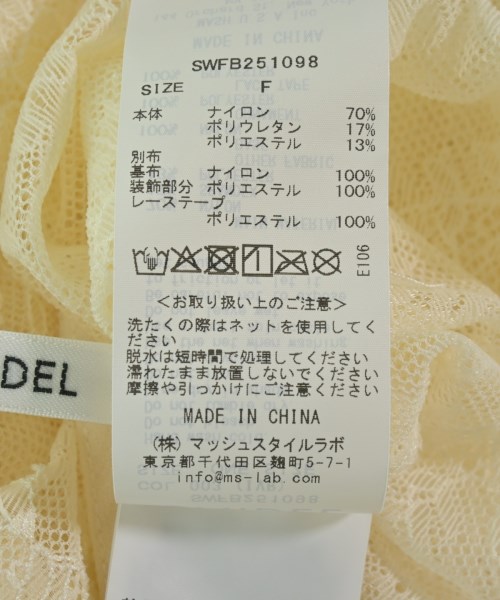 MADE IN CHINA
SWFB251098
SIZE F
本体 ナイロン 70%
ポリウレタン 17%
ポリエステル 13%
別布
基布 ナイロン 100%
装飾部分 ポリエステル 100%
レーステープ
ポリエステル 100%
E106
<お取り扱い上のご注意>
洗たくの際はネットを使用してく
ださい
脱水は短時間で処理してください
濡れたまま放置しないでください
摩擦や引っかけにご注意ください
DEL
MADE IN CHINA
(株) マッシュスタイルラボ
東京都千代田区麹町5-7-1
info@ms-lab.com
SWFB251098